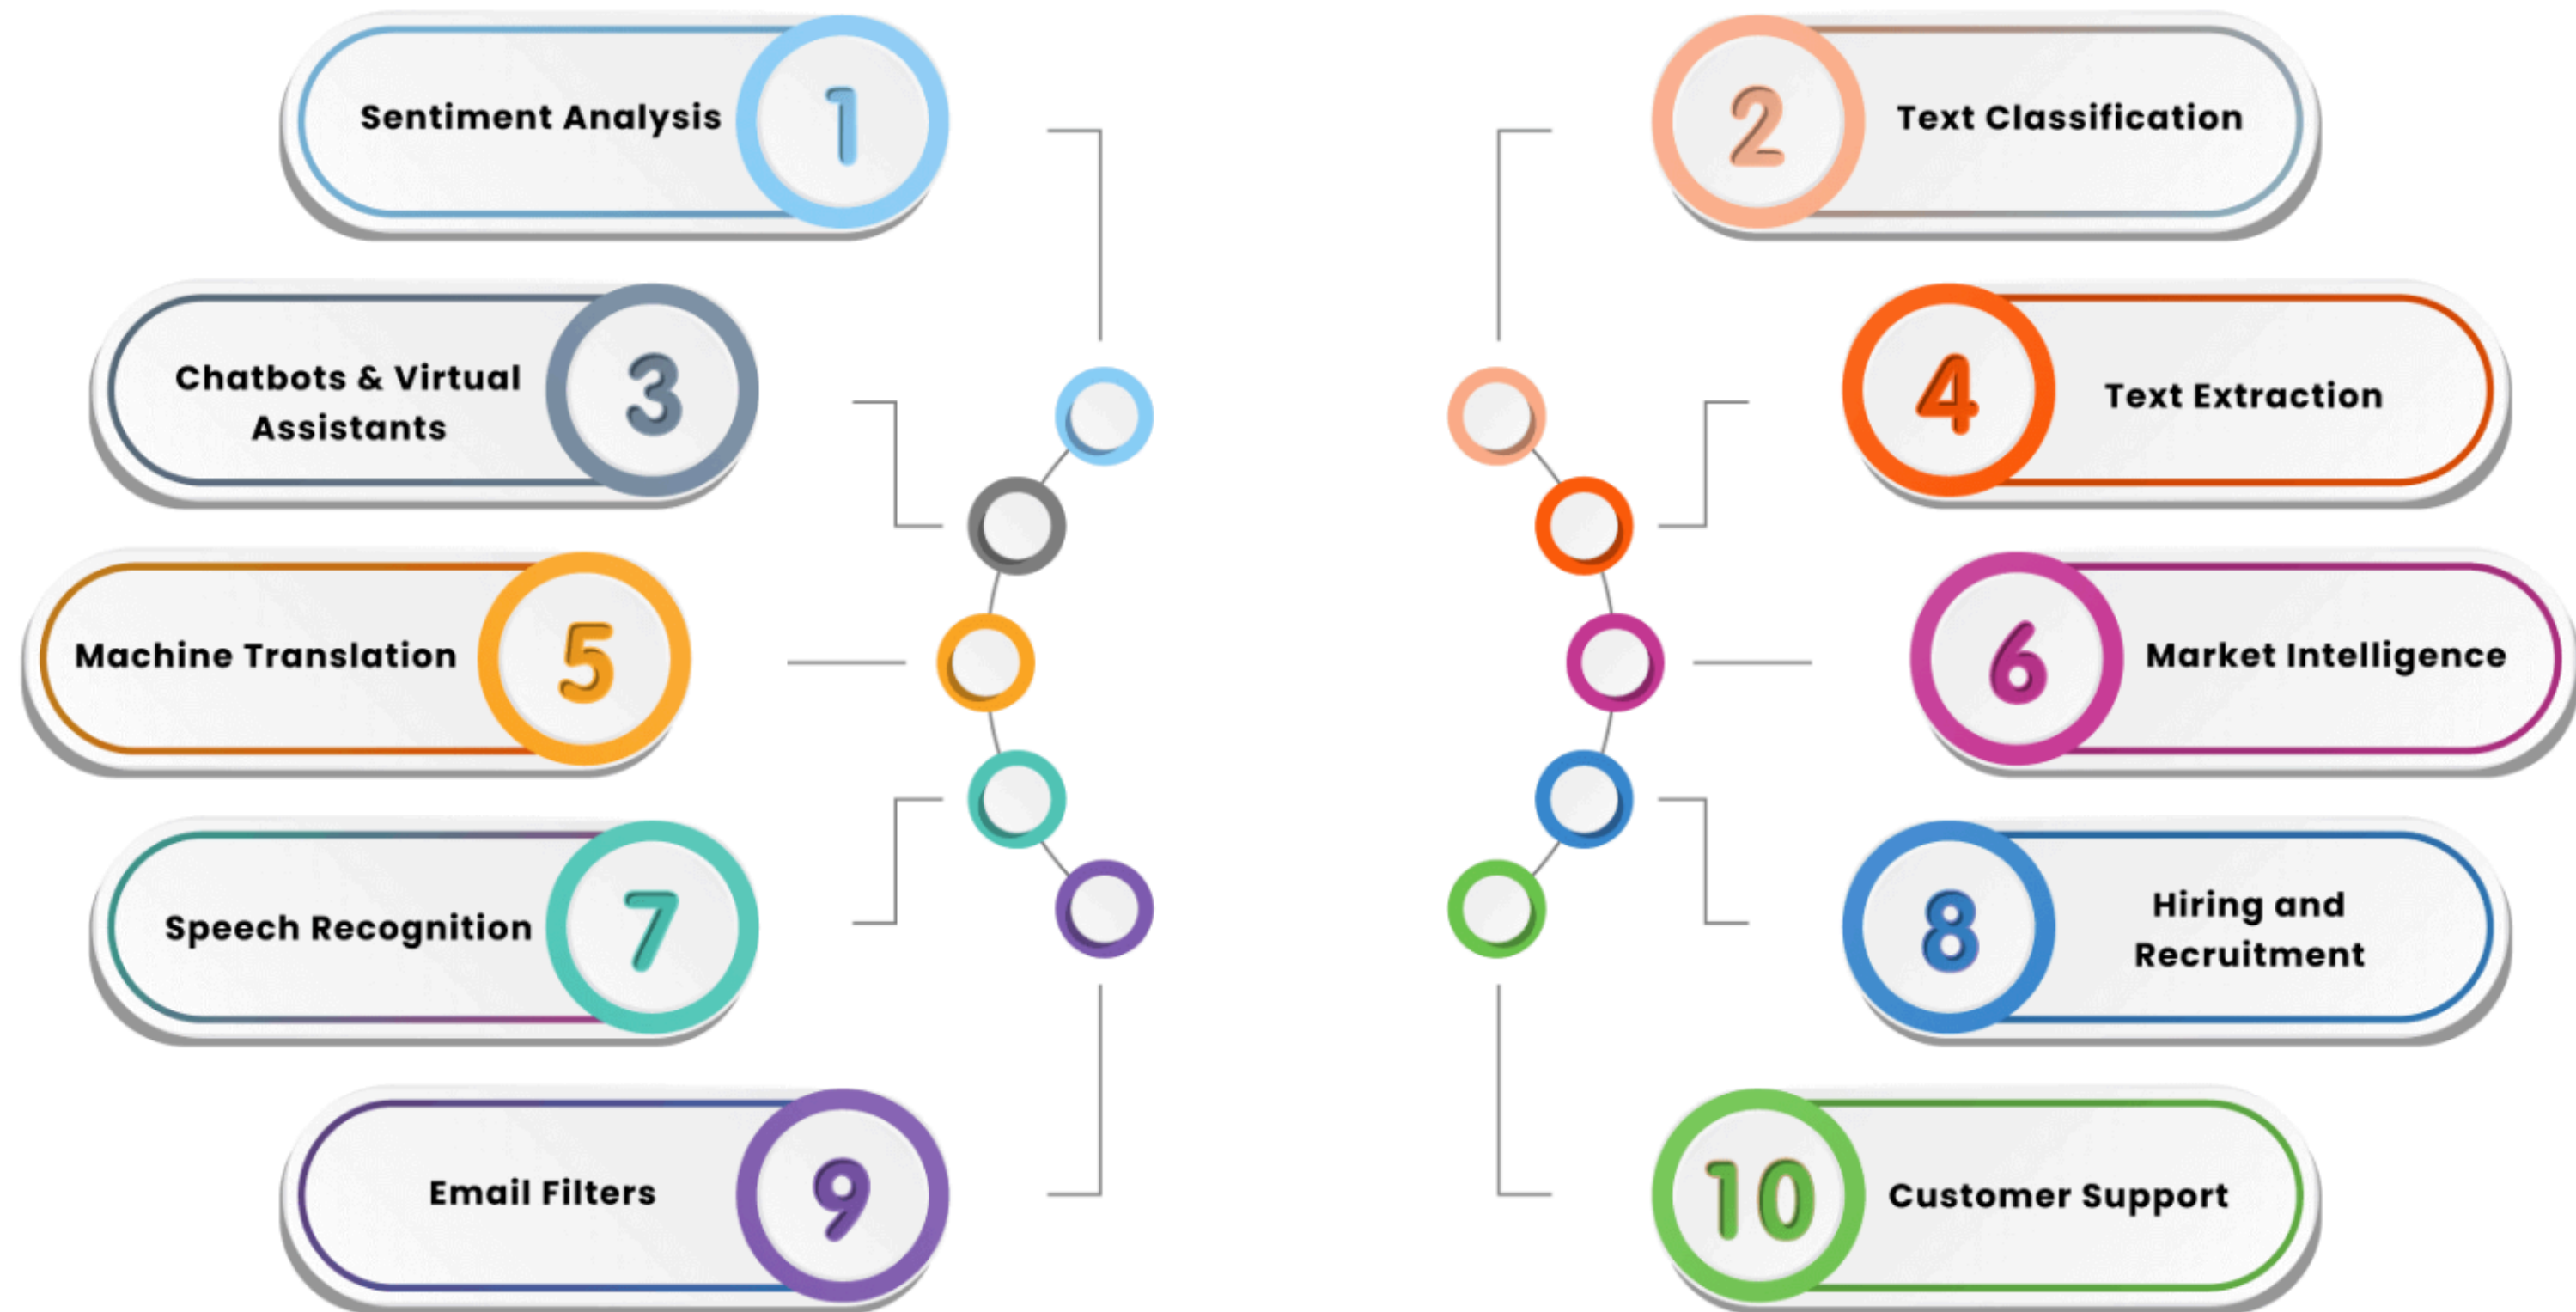 Sentiment Analysis
1
2
Text Classification
Chatbots & Virtual
Assistants
3
4
Text Extraction
Machine Translation
5
6
Market Intelligence
Speech Recognition
7
8
Hiring and
Recruitment
Email Filters
9
10
Customer Support